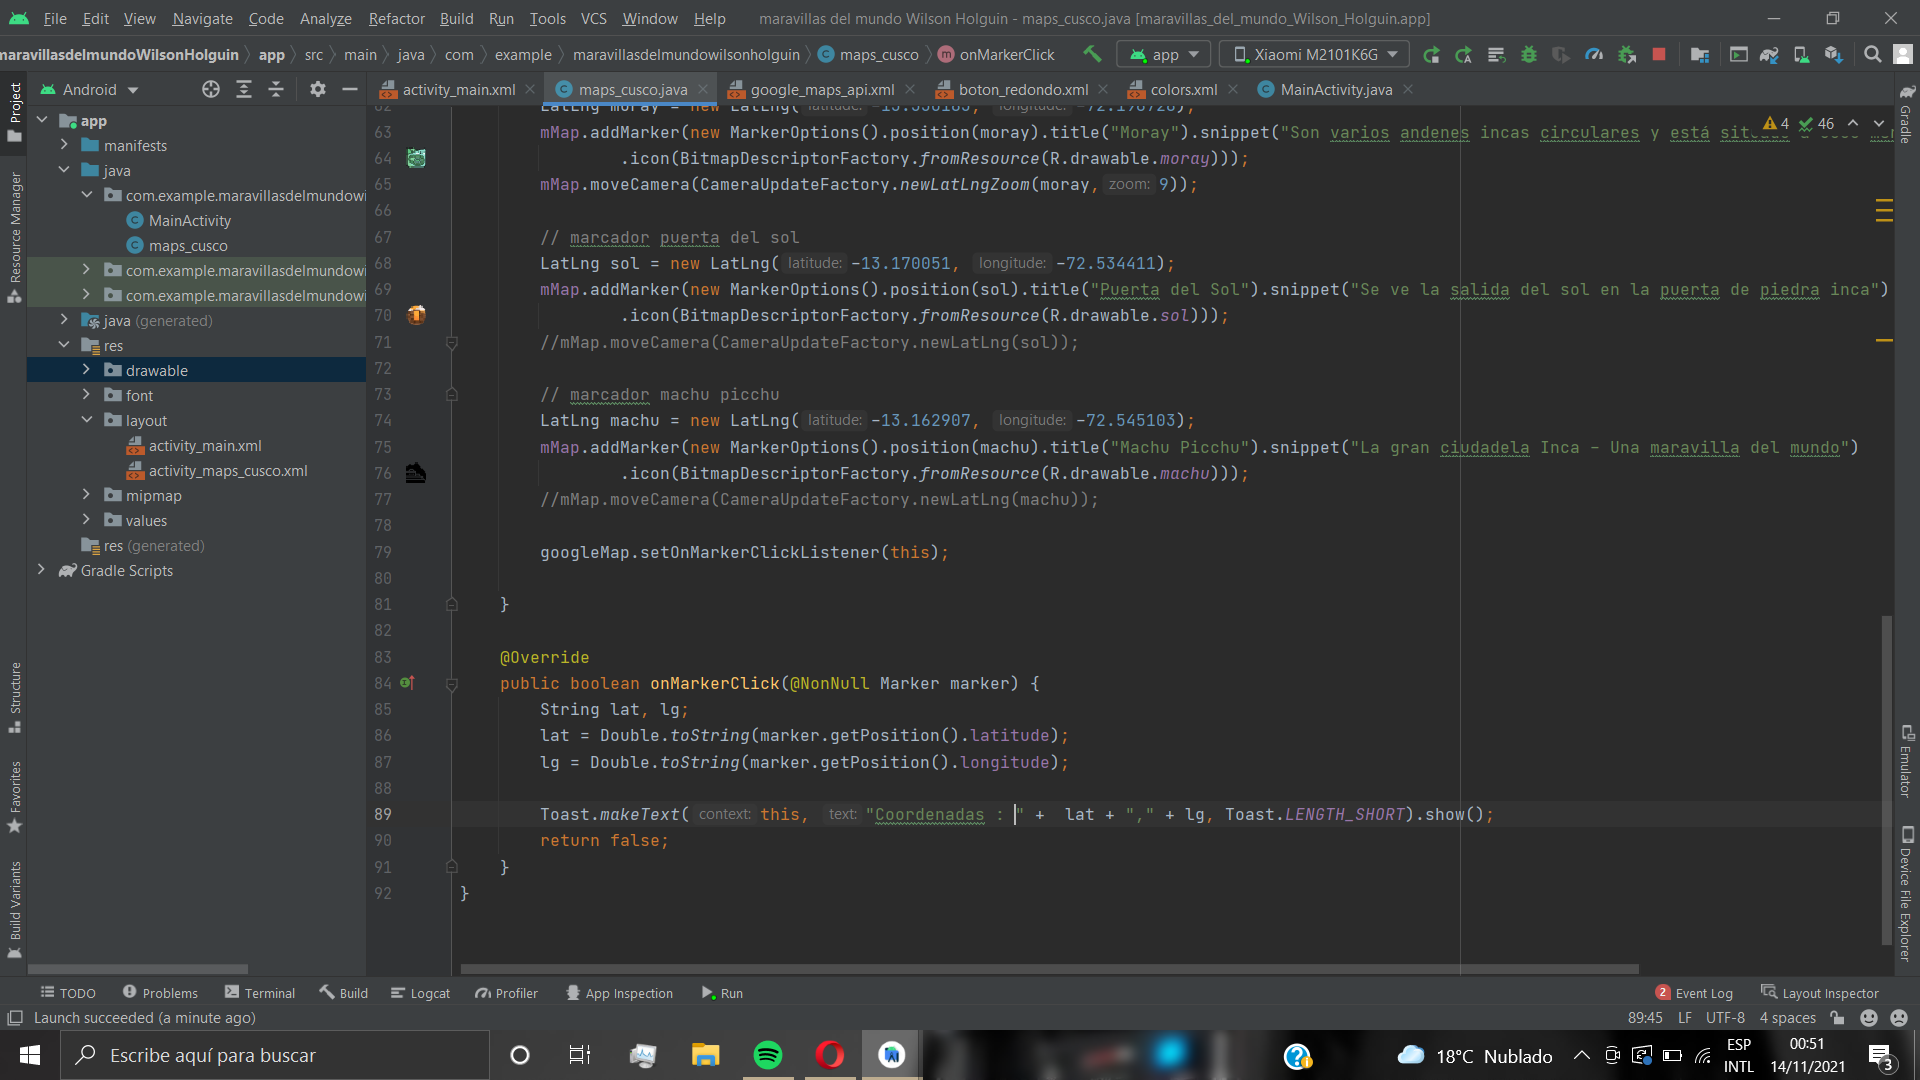 File Edit View Navigate Code Analyze Refactor Build Run Tools VCS Window Help maravillas del mundo Wilson Holguin - maps_cusco.java [maravillas_del_mundo_Wilson_Holguin.app]
maravillasdelmundoWilsonHolguin app src main java com example maravillasdelmundowilsonholguin maps_cusco onMarkerClick app Xiaomi M2101K6G
Android
activity_main.xml maps_cusco.java google_maps_api.xml boton_redondo.xml colors.xml MainActivity.java
Project
Resource Manager
Structure
Favorites
Build Variants
app
manifests
java
com.example.maravillasdelmundowi
MainActivity
maps_cusco
com.example.maravillasdelmundowi
com.example.maravillasdelmundowi
java (generated)
res
drawable
font
layout
activity_main.xml
activity_maps_cusco.xml
mipmap
values
res (generated)
Gradle Scripts
4 46
63 mMap.addMarker(new MarkerOptions().position(moray).title("Moray").snippet("Son varios andenes incas circulares y está
64 .icon(BitmapDescriptorFactory.fromResource(R.drawable.moray)));
65 mMap.moveCamera(CameraUpdateFactory.newLatLngZoom(moray, zoom: 9));
66
67 // marcador puerta del sol
68 LatLng sol = new LatLng( latitude: -13.170051, longitude: -72.534411);
69 mMap.addMarker(new MarkerOptions().position(sol).title("Puerta del Sol").snippet("Se ve la salida del sol en la puerta de piedra inca")
70 .icon(BitmapDescriptorFactory.fromResource(R.drawable.sol)));
71 //mMap.moveCamera(CameraUpdateFactory.newLatLng(sol));
72
73 // marcador machu picchu
74 LatLng machu = new LatLng( latitude: -13.162907, longitude: -72.545103);
75 mMap.addMarker(new MarkerOptions().position(machu).title("Machu Picchu").snippet("La gran ciudadela Inca - Una maravilla del mundo")
76 .icon(BitmapDescriptorFactory.fromResource(R.drawable.machu)));
77 //mMap.moveCamera(CameraUpdateFactory.newLatLng(machu));
78
79 googleMap.setOnMarkerClickListener(this);
80
81 }
82
83 @Override
84 public boolean onMarkerClick(@NonNull Marker marker) {
85 String lat, lg;
86 lat = Double.toString(marker.getPosition().latitude);
87 lg = Double.toString(marker.getPosition().longitude);
88
89 Toast.makeText( context: this, text: "Coordenadas : " + lat + "," + lg, Toast.LENGTH_SHORT).show();
90 return false;
91 }
92 }
Gradle
Emulator
Device File Explorer
TODO Problems Terminal Build Logcat Profiler App Inspection Run 2 Event Log Layout Inspector
Launch succeeded (a minute ago) 89:45 LF UTF-8 4 spaces
Escribe aquí para buscar 18°C Nublado ESP 00:51
INTL 14/11/2021 3